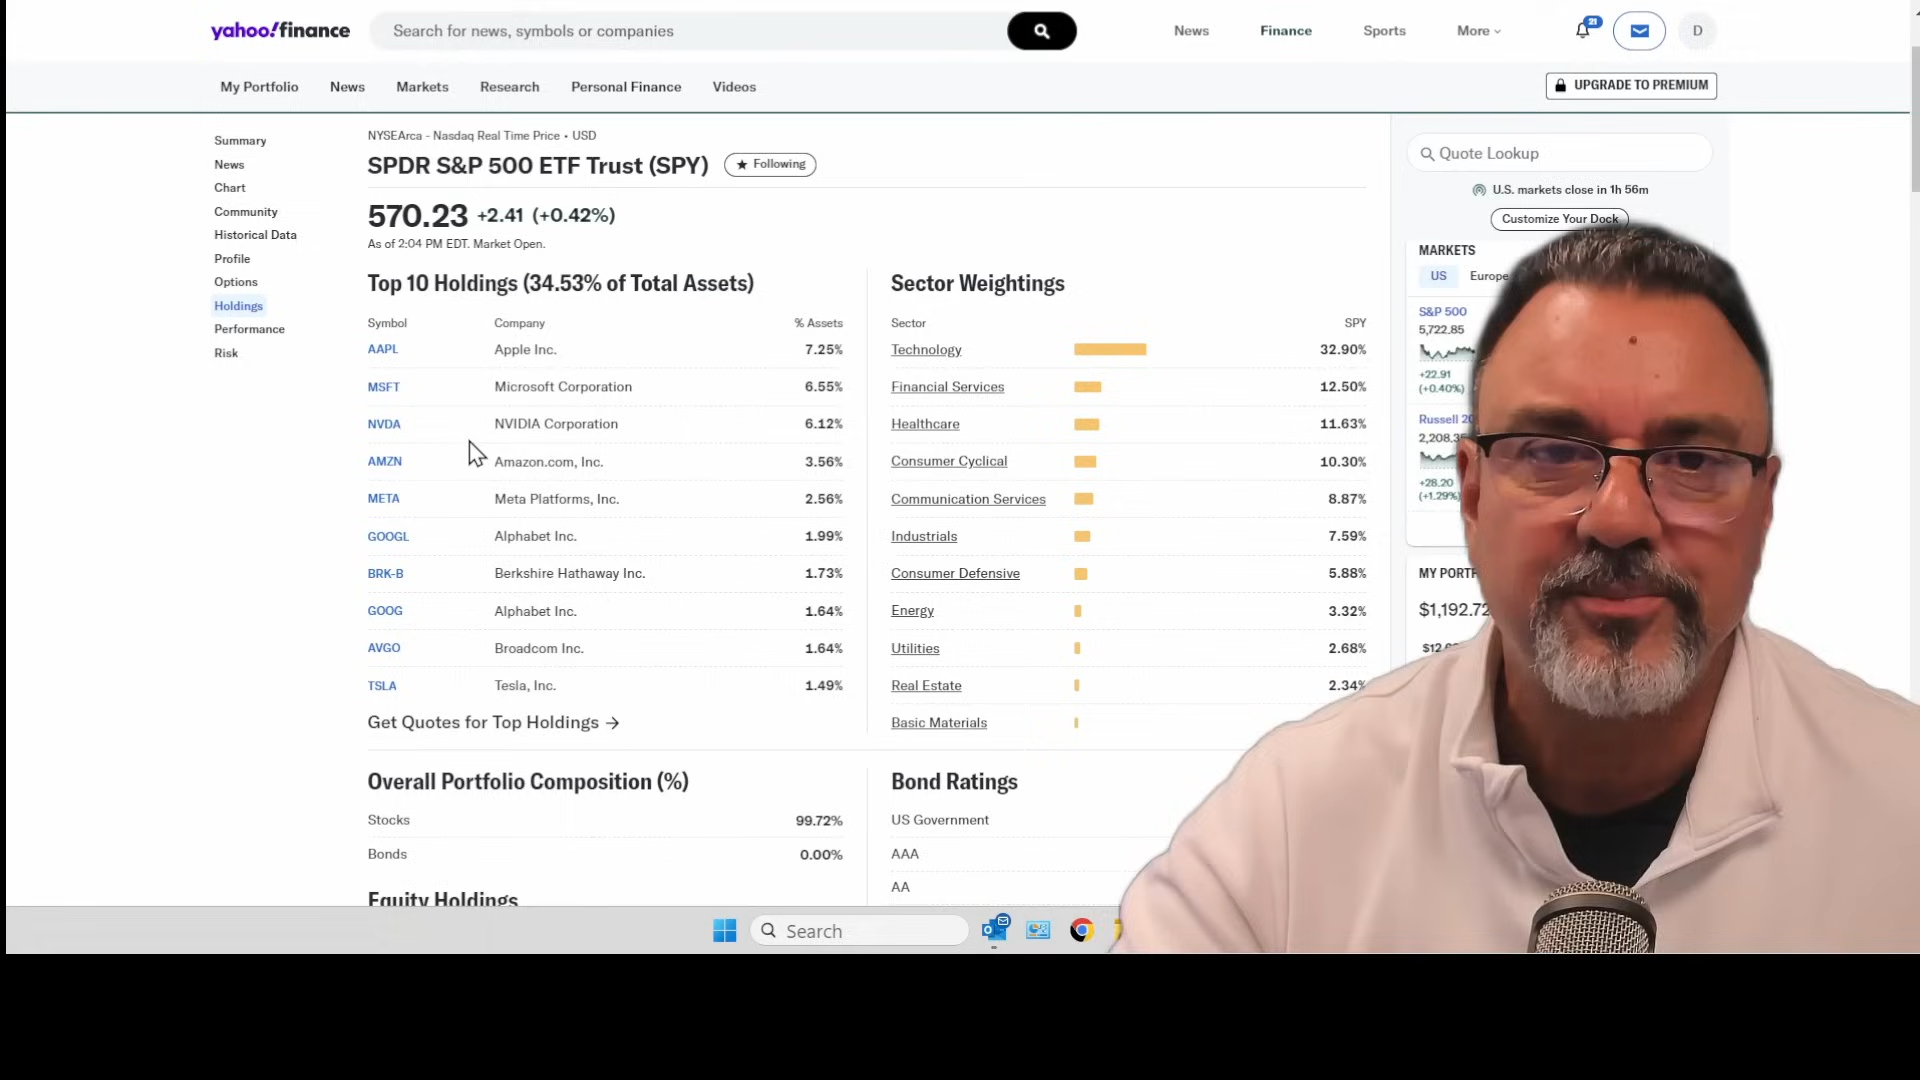 yahoo!finance
Search for news, symbols or companies
News Finance Sports More
21
D
My Portfolio News Markets Research Personal Finance Videos
UPGRADE TO PREMIUM
Summary
News
Chart
Community
Historical Data
Profile
Options
Holdings
Performance
Risk
NYSEArca - Nasdaq Real Time Price • USD
SPDR S&P 500 ETF Trust (SPY)
Following
570.23 +2.41 (+0.42%)
As of 2:04 PM EDT. Market Open.
Top 10 Holdings (34.53% of Total Assets)
Symbol Company % Assets
AAPL Apple Inc. 7.25%
MSFT Microsoft Corporation 6.55%
NVDA NVIDIA Corporation 6.12%
AMZN Amazon.com, Inc. 3.56%
META Meta Platforms, Inc. 2.56%
GOOGL Alphabet Inc. 1.99%
BRK-B Berkshire Hathaway Inc. 1.73%
GOOG Alphabet Inc. 1.64%
AVGO Broadcom Inc. 1.64%
TSLA Tesla, Inc. 1.49%
Get Quotes for Top Holdings →
Sector Weightings
Sector SPY
Technology 32.90%
Financial Services 12.50%
Healthcare 11.63%
Consumer Cyclical 10.30%
Communication Services 8.87%
Industrials 7.59%
Consumer Defensive 5.88%
Energy 3.32%
Utilities 2.68%
Real Estate 2.34%
Basic Materials
Overall Portfolio Composition (%)
Stocks 99.72%
Bonds 0.00%
Equity Holdings
Bond Ratings
US Government
AAA
AA
Quote Lookup
U.S. markets close in 1h 56m
Customize Your Dock
MARKETS
US Europe
S&P 500
5,722.85
+22.91
(+0.40%)
Russell
+28.20
(+1.29%)
MY
$1,192.72
Search